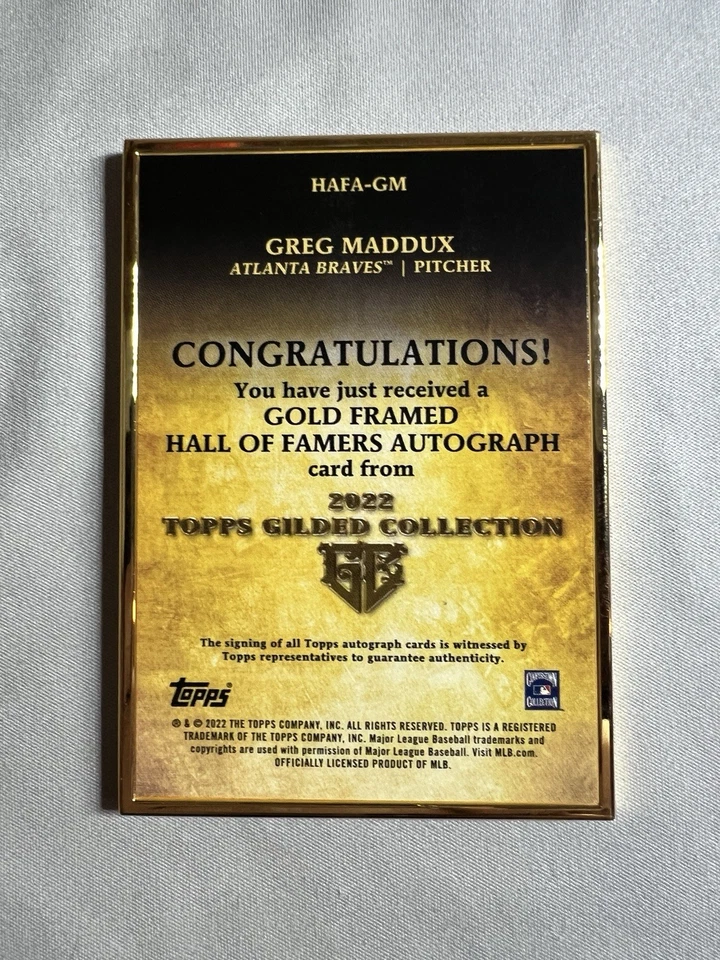 HAFA-GM
GREG MADDUX
ATLANTA BRAVES™ | PITCHER
CONGRATULATIONS!
You have just received a
GOLD FRAMED
HALL OF FAMERS AUTOGRAPH
card from
2022
TOPPS GILDED COLLECTION
The signing of all Topps autograph cards is witnessed by
Topps representatives to guarantee authenticity.
Topps®
COOPERSTOWN
COLLECTION
® & © 2022 THE TOPPS COMPANY, INC. ALL RIGHTS RESERVED. TOPPS IS A REGISTERED
TRADEMARK OF THE TOPPS COMPANY, INC. Major League Baseball trademarks and
copyrights are used with permission of Major League Baseball. Visit MLB.com.
OFFICIALLY LICENSED PRODUCT OF MLB.